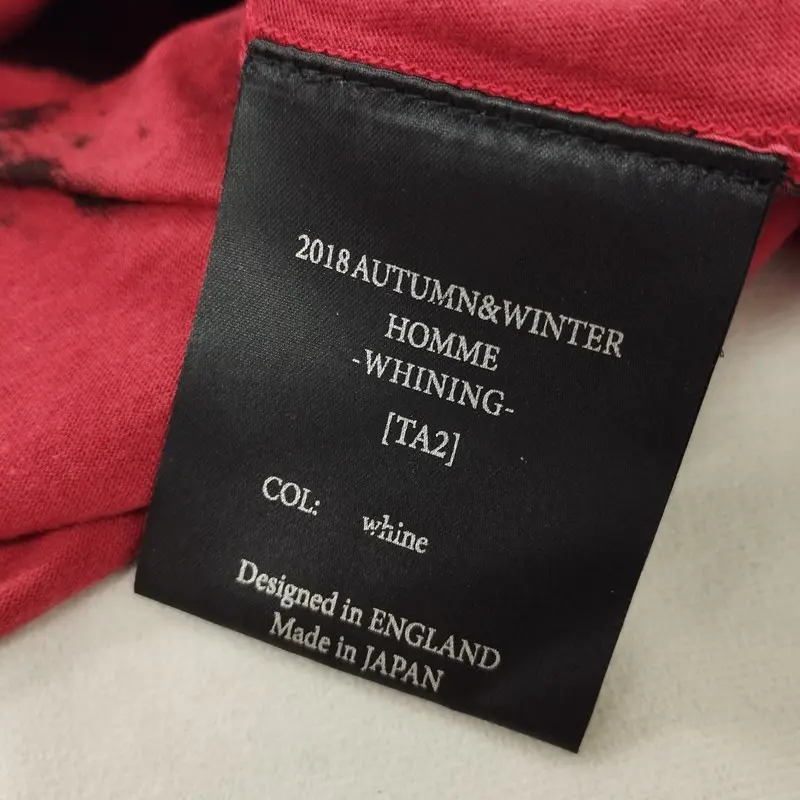 2018 AUTUMN&WINTER
HOMME
-WHINING-
[TA2]
COL: whine
Designed in ENGLAND
Made in JAPAN